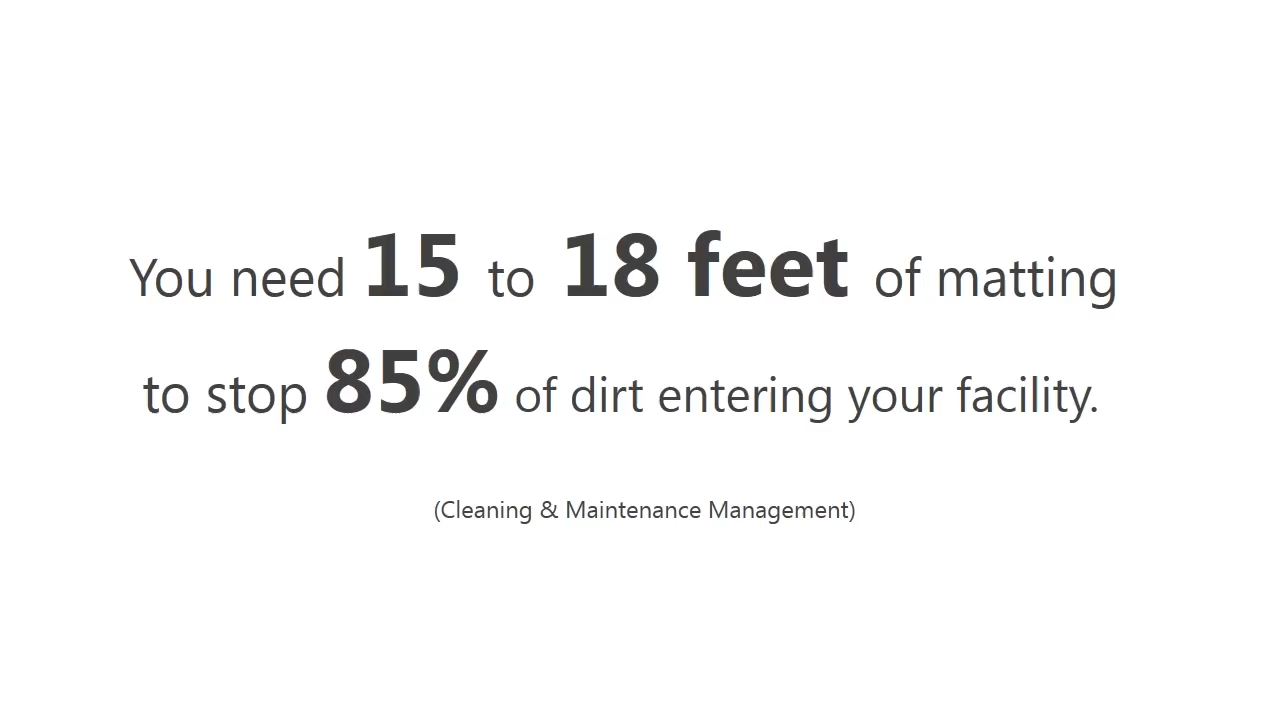 You need 15 to 18 feet of matting
to stop 85% of dirt entering your facility.
(Cleaning & Maintenance Management)